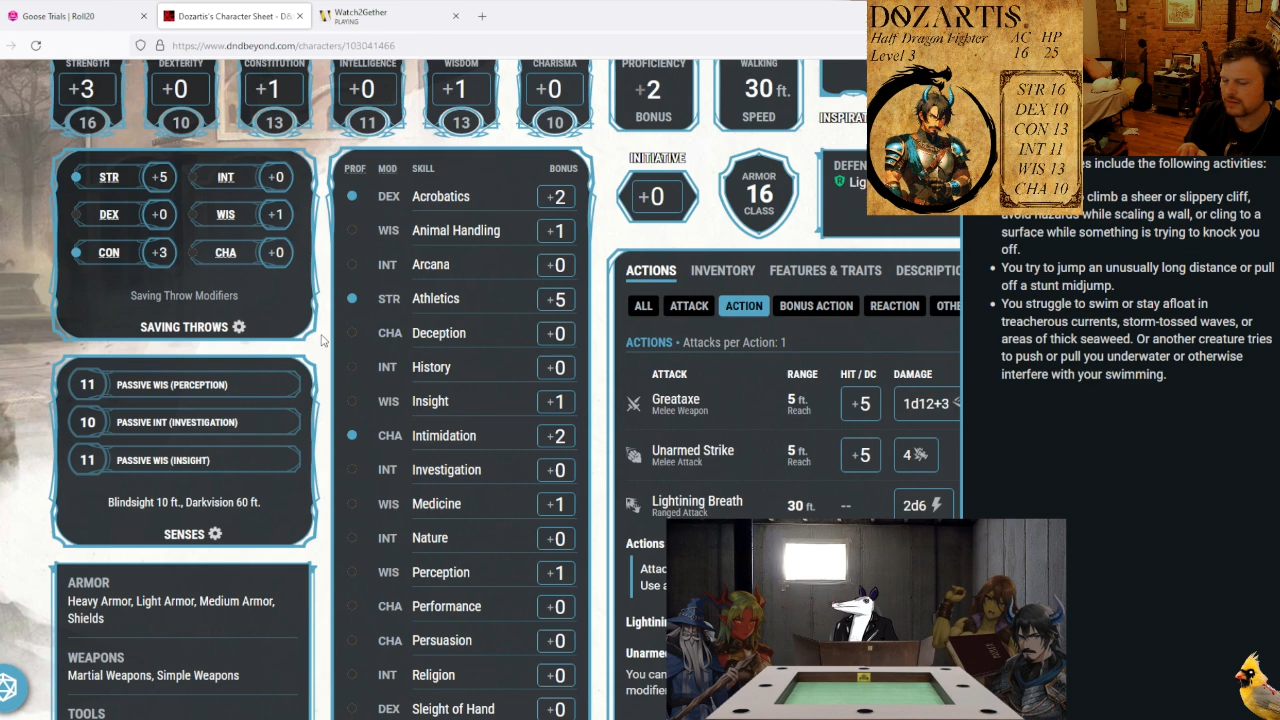 Goose Trials | Roll20
Dozartis's Character Sheet - D&
Watch2Gether
PLAYING
https://www.dndbeyond.com/characters/103041466
STRENGTH
+3
16
DEXTERITY
+0
10
CONSTITUTION
+1
13
INTELLIGENCE
+0
11
WISDOM
+1
13
CHARISMA
+0
10
PROFICIENCY
+2
BONUS
WALKING
30 ft.
SPEED
DOZARTIS
Half Dragon Fighter
Level 3
AC HP
16 25
STR 16
DEX 10
CON 13
INT 11
WIS 13
CHA 10
STR +5
INT +0
DEX +0
WIS +1
CON +3
CHA +0
Saving Throw Modifiers
SAVING THROWS
11 PASSIVE WIS (PERCEPTION)
10 PASSIVE INT (INVESTIGATION)
11 PASSIVE WIS (INSIGHT)
Blindsight 10 ft., Darkvision 60 ft.
SENSES
ARMOR
Heavy Armor, Light Armor, Medium Armor,
Shields
WEAPONS
Martial Weapons, Simple Weapons
TOOLS
PROF MOD SKILL BONUS
DEX Acrobatics +2
WIS Animal Handling +1
INT Arcana +0
STR Athletics +5
CHA Deception +0
INT History +0
WIS Insight +1
CHA Intimidation +2
INT Investigation +0
WIS Medicine +1
INT Nature +0
WIS Perception +1
CHA Performance +0
CHA Persuasion +0
INT Religion +0
DEX Sleight of Hand +0
INITIATIVE
+0
ARMOR
16
CLASS
INSPIRAT
DEFEN
Lig
ACTIONS INVENTORY FEATURES & TRAITS DESCRIPTIO
ALL ATTACK ACTION BONUS ACTION REACTION OTHE
ACTIONS • Attacks per Action: 1
ATTACK RANGE HIT / DC DAMAGE
Greataxe 5 ft. +5 1d12+3
Melee Weapon Reach
Unarmed Strike 5 ft. +5 4
Melee Attack Reach
Lightning Breath 30 ft. -- 2d6
Ranged Attack
Actions
Attac
Use a
Lightnin
Unarme
You can
modifie
es include the following activities:
climb a sheer or slippery cliff,
avoid hazards while scaling a wall, or cling to a
surface while something is trying to knock you
off.
• You try to jump an unusually long distance or pull
off a stunt midjump.
• You struggle to swim or stay afloat in
treacherous currents, storm-tossed waves, or
areas of thick seaweed. Or another creature tries
to push or pull you underwater or otherwise
interfere with your swimming.